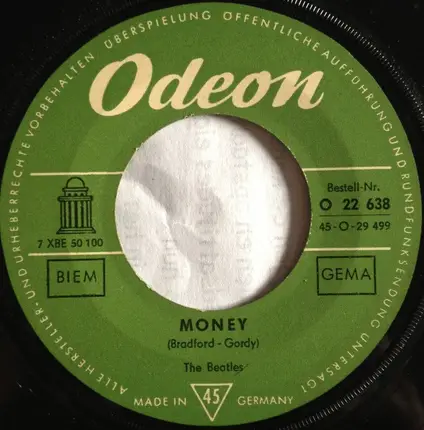 ALLE HERSTELLER- UND URHEBERRECHTE VORBEHALTEN ÜBERSPIELUNG ÖFFENTLICHE AUFFÜHRUNG UND RUNDFUNKSENDUNG UNTERSAGT
Odeon
Bestell-Nr.
O 22 638
45-O-29 499
7 XBE 50 100
BIEM
GEMA
MONEY
(Bradford - Gordy)
The Beatles
MADE IN 45 GERMANY